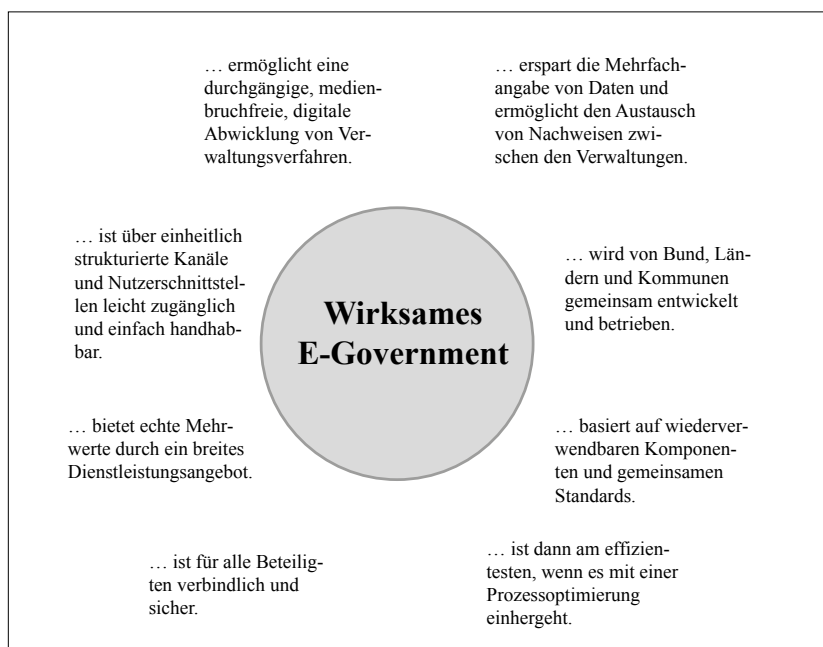 … ermöglicht eine
durchgängige, medien-
bruchfreie, digitale
Abwicklung von Ver-
waltungsverfahren.
… erspart die Mehrfach-
angabe von Daten und
ermöglicht den Austausch
von Nachweisen zwi-
schen den Verwaltungen.
… ist über einheitlich
strukturierte Kanäle
und Nutzerschnittstel-
len leicht zugänglich
und einfach handhab-
bar.
Wirksames
E-Government
… wird von Bund, Län-
dern und Kommunen
gemeinsam entwickelt
und betrieben.
… bietet echte Mehr-
werte durch ein breites
Dienstleistungsangebot.
… basiert auf wiederver-
wendbaren Komponen-
ten und gemeinsamen
Standards.
… ist für alle Beteilig-
ten verbindlich und
sicher.
… ist dann am effizien-
testen, wenn es mit einer
Prozessoptimierung
einhergeht.